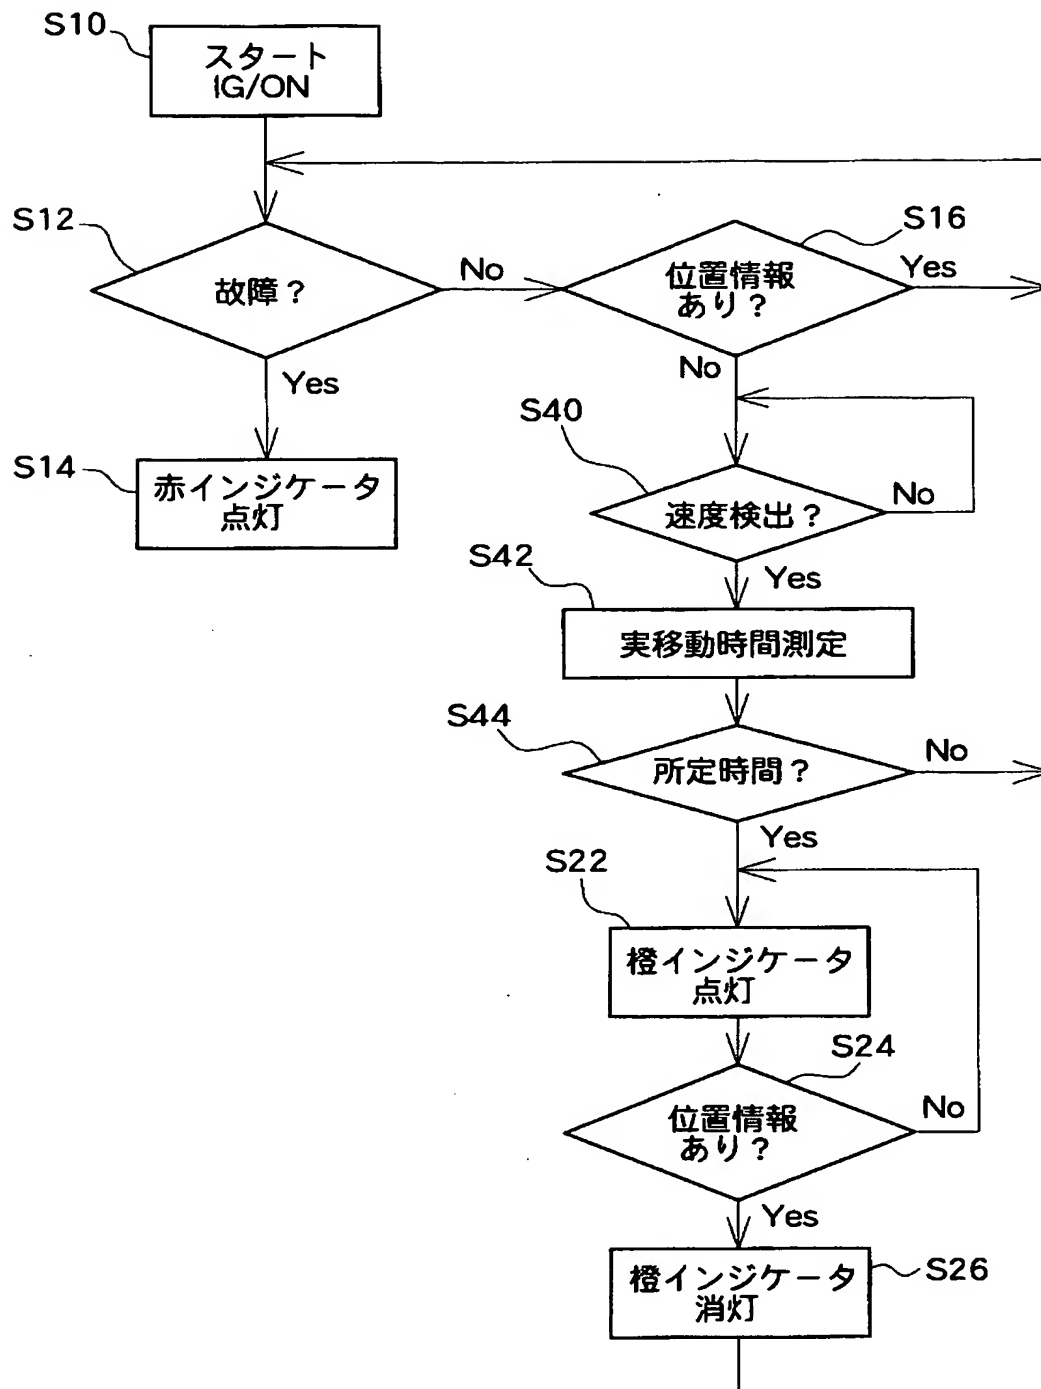 S10
スタート
IG/ON
S12
故障？
No
S16
位置情報
あり？
Yes
Yes
No
S14
赤インジケータ
点灯
S40
速度検出？
No
Yes
S42
実移動時間測定
S44
所定時間？
No
Yes
S22
橙インジケータ
点灯
S24
位置情報
あり？
No
Yes
橙インジケータ
消灯
S26